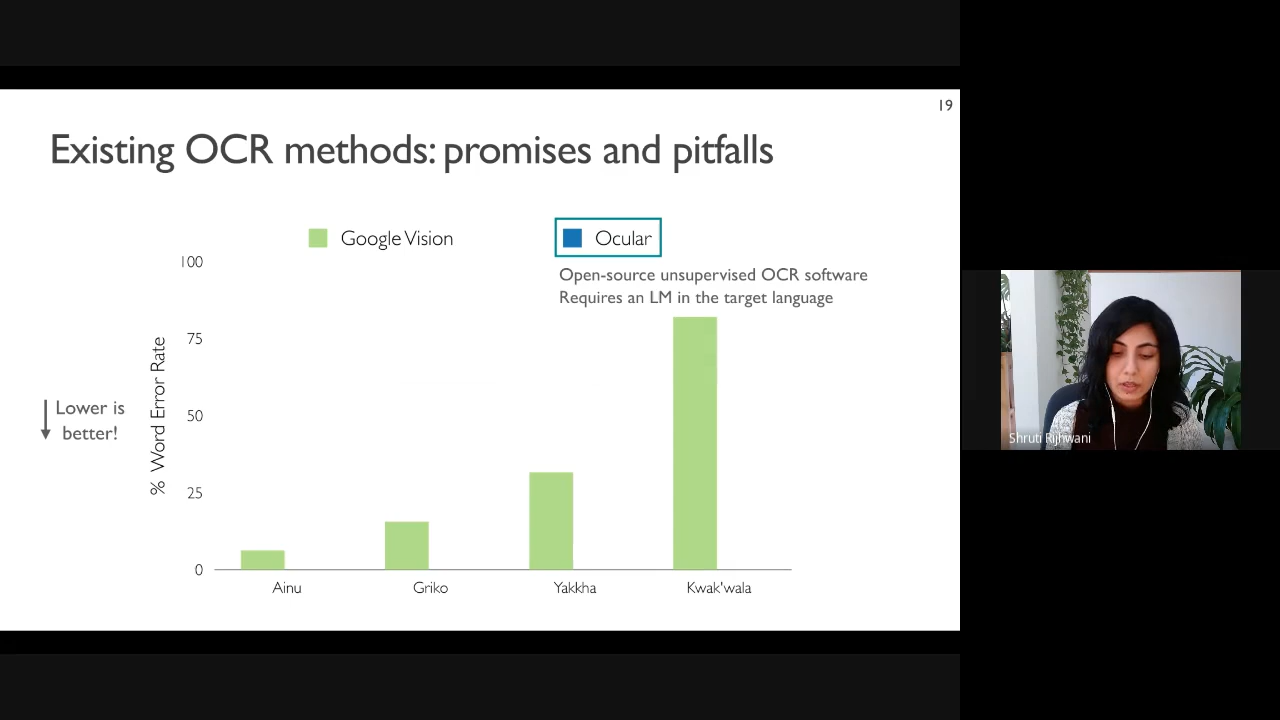 19
Existing OCR methods: promises and pitfalls
Google Vision
Ocular
Open-source unsupervised OCR software
Requires an LM in the target language
100
75
50
25
0
% Word Error Rate
Lower is
better!
Ainu
Griko
Yakkha
Kwak'wala
Shruti Rijhwani